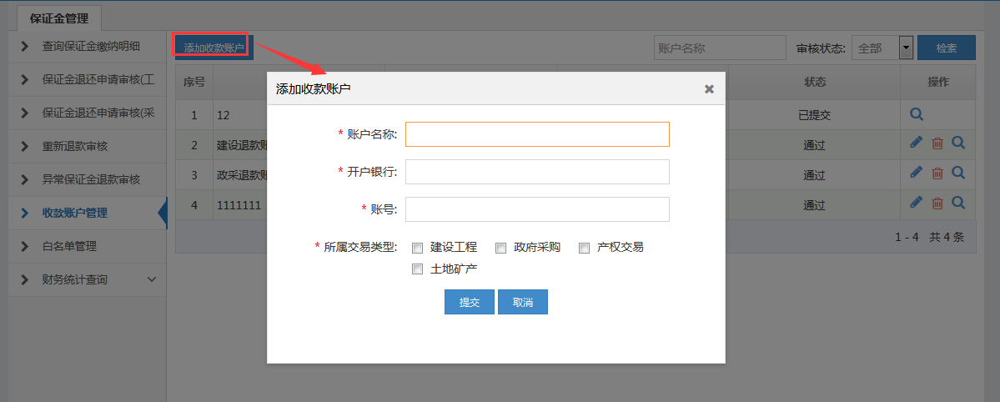 保证金管理
查询保证金缴纳明细
保证金退还申请审核(工
保证金退还申请审核(采
重新退款审核
异常保证金退款审核
收款账户管理
白名单管理
财务统计查询
添加收款账户
账户名称
审核状态:
全部
检索
序号
状态
操作
1
12
已提交
2
建设退款账
通过
3
政采退款账
通过
4
1111111
通过
1 - 4 共 4 条
添加收款账户
* 账户名称:
* 开户银行:
* 账号:
* 所属交易类型:
建设工程
政府采购
产权交易
土地矿产
提交
取消